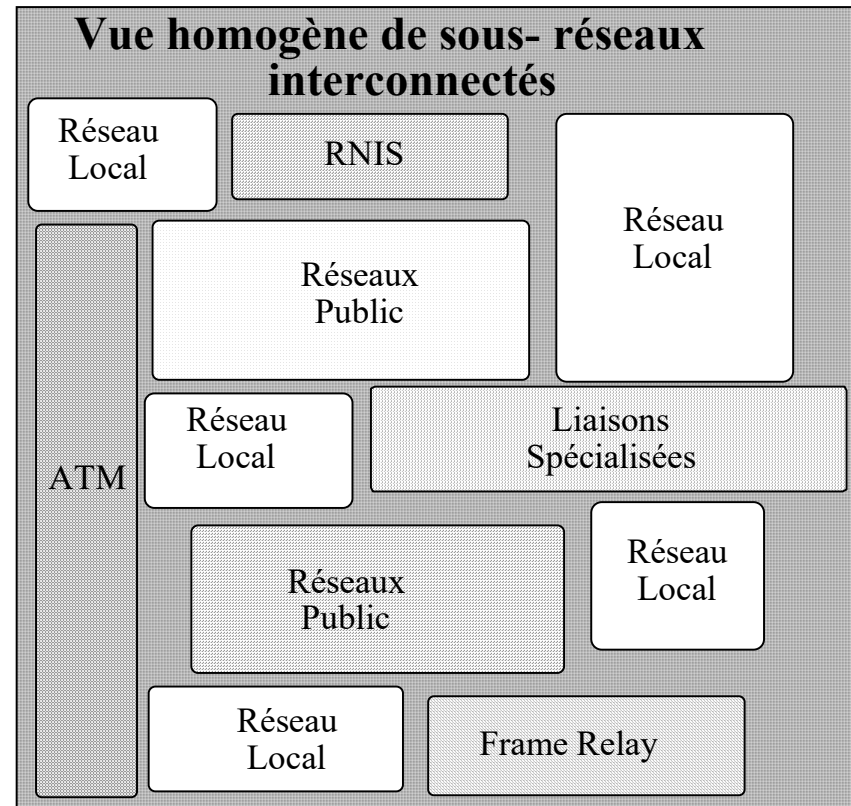 Vue homogène de sous- réseaux
interconnectés
Réseau
Local
RNIS
Réseau
Local
Réseaux
Public
Réseau
Local
Liaisons
Spécialisées
ATM
Réseaux
Public
Réseau
Local
Réseau
Local
Frame Relay